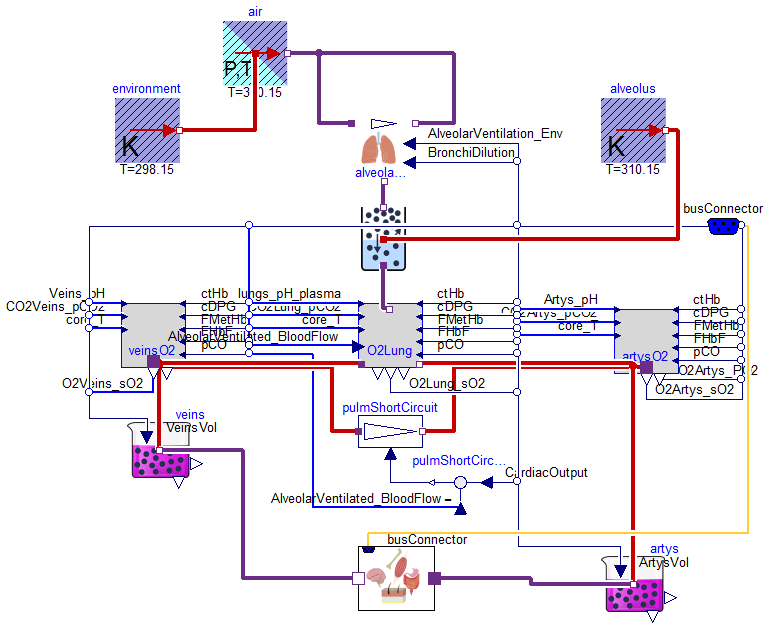 air
P,T
T=310.15
environment
K
T=298.15
alveolus
K
T=310.15
AlveolarVentilation_Env
BronchiDilution
alveola...
busConnector
Veins_pH
CO2Veins_pCO2
core_T
ctHb
cDPG
FMetHb
FHbF
pCO
lungs_pH_plasma
CO2Lung_pCO2
core_T
AlveolarVentilated_BloodFlow
veinsO2
O2Lung
ctHb
cDPG
FMetHb
FHbF
pCO
Artys_pH
CO2Artys_pCO2
core_T
artysO2
ctHb
cDPG
FMetHb
FHbF
pCO
O2Artys_PO2
O2Artys_sO2
O2Veins_sO2
O2Lung_sO2
veins
VeinsVol
pulmShortCircuit
pulmShortCirc...
CardiacOutput
AlveolarVentilated_BloodFlow
busConnector
artys
ArtysVol